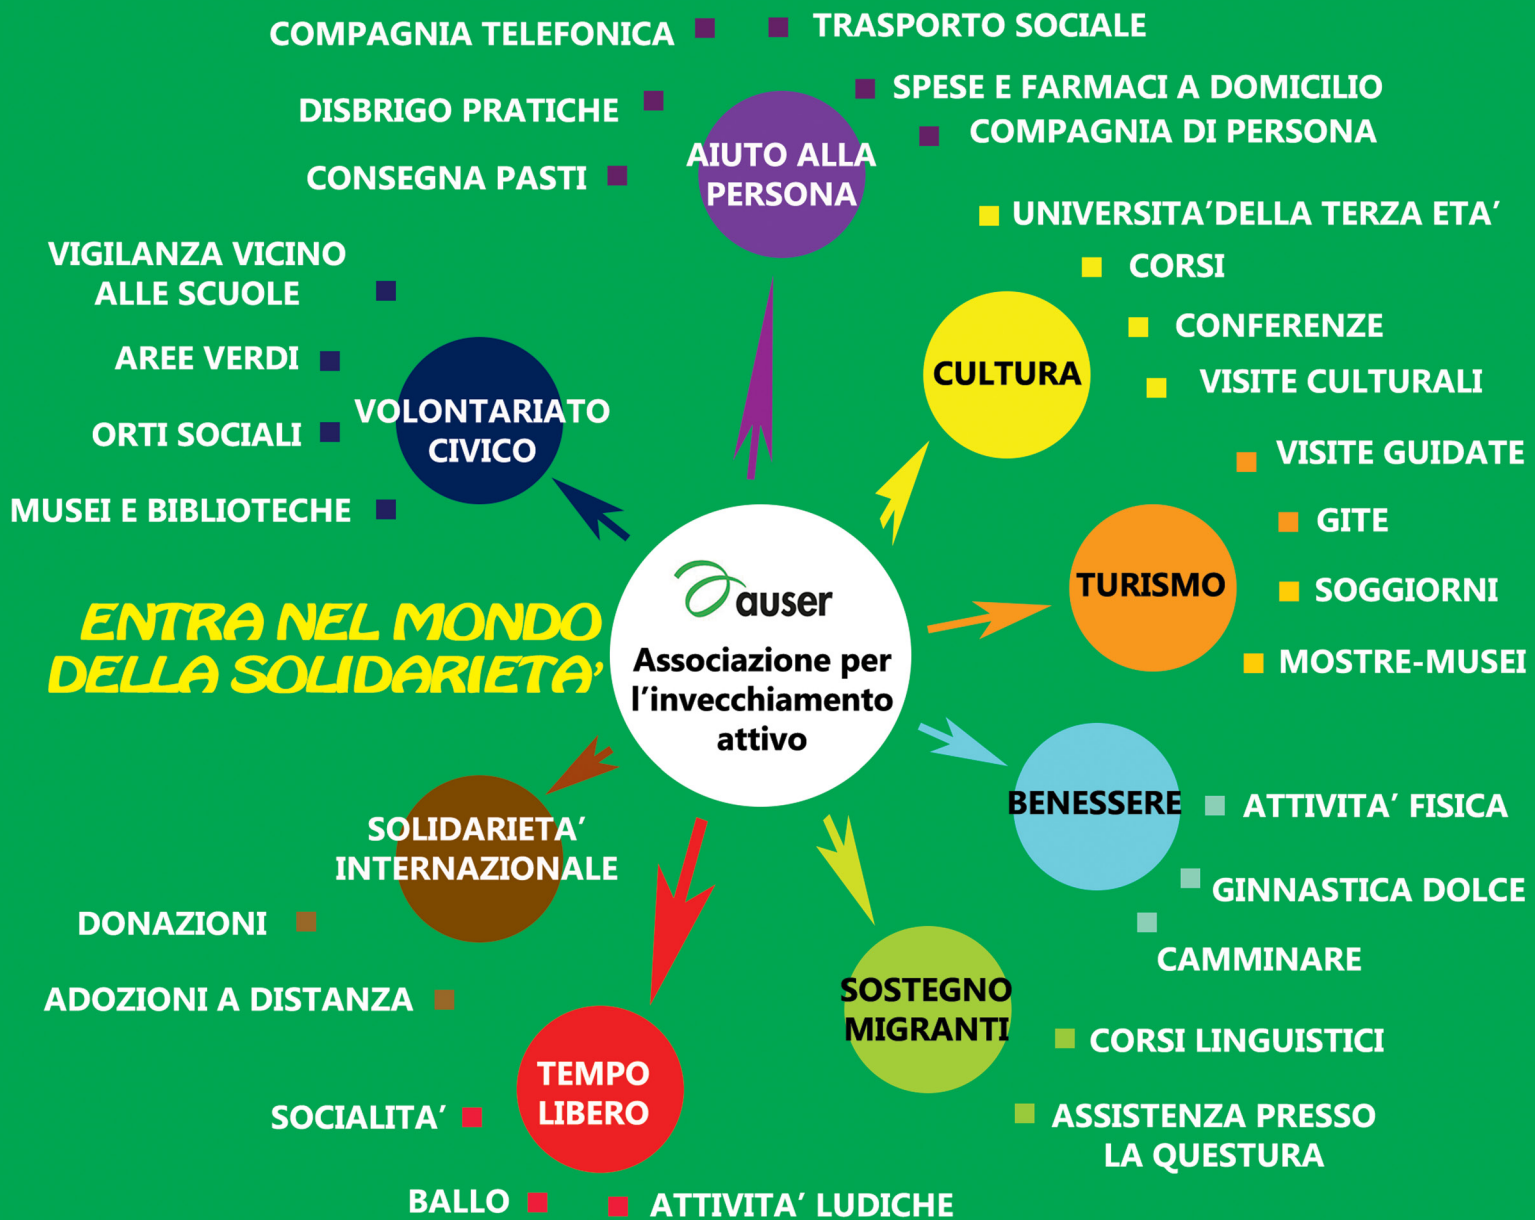 COMPAGNIA TELEFONICA
TRASPORTO SOCIALE
DISBRIGO PRATICHE
SPESE E FARMACI A DOMICILIO
COMPAGNIA DI PERSONA
CONSEGNA PASTI
AIUTO ALLA
PERSONA
UNIVERSITA’DELLA TERZA ETA’
CORSI
CONFERENZE
VISITE CULTURALI
CULTURA
VIGILANZA VICINO
ALLE SCUOLE
AREE VERDI
ORTI SOCIALI
MUSEI E BIBLIOTECHE
VOLONTARIATO
CIVICO
VISITE GUIDATE
GITE
SOGGIORNI
MOSTRE-MUSEI
TURISMO
ENTRA NEL MONDO
DELLA SOLIDARIETA’
auser
Associazione per
l’invecchiamento
attivo
BENESSERE
ATTIVITA’ FISICA
GINNASTICA DOLCE
CAMMINARE
SOLIDARIETA’
INTERNAZIONALE
DONAZIONI
ADOZIONI A DISTANZA
SOSTEGNO
MIGRANTI
CORSI LINGUISTICI
ASSISTENZA PRESSO
LA QUESTURA
TEMPO
LIBERO
SOCIALITA’
BALLO
ATTIVITA’ LUDICHE